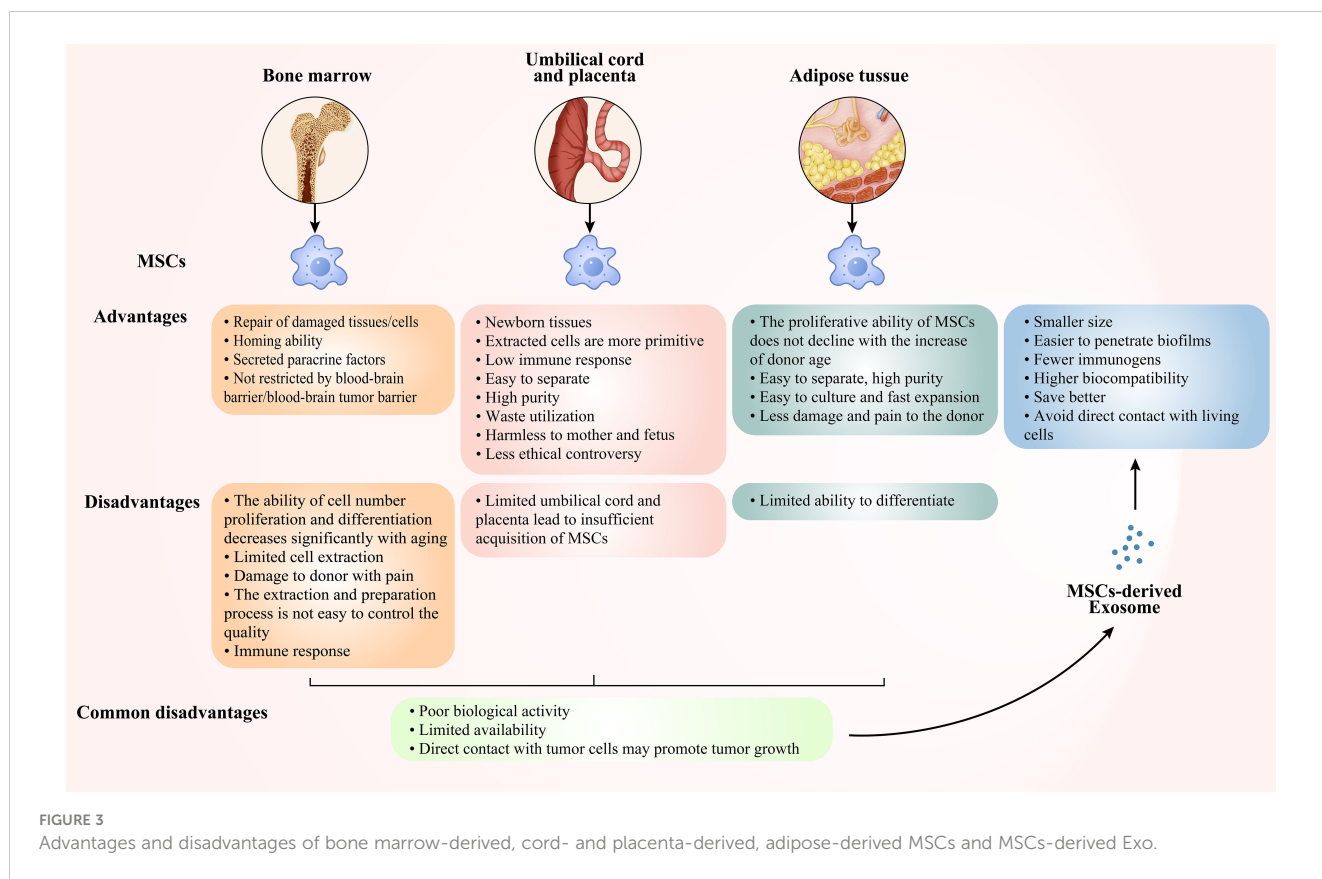 Bone marrow
Umbilical cord
and placenta
Adipose tussue
MSCs
Advantages
• Repair of damaged tissues/cells
• Homing ability
• Secreted paracrine factors
• Not restricted by blood-brain
barrier/blood-brain tumor barrier
• Newborn tissues
• Extracted cells are more primitive
• Low immune response
• Easy to separate
• High purity
• Waste utilization
• Harmless to mother and fetus
• Less ethical controversy
• The proliferative ability of MSCs
does not decline with the increase
of donor age
• Easy to separate, high purity
• Easy to culture and fast expansion
• Less damage and pain to the donor
• Smaller size
• Easier to penetrate biofilms
• Fewer immunogens
• Higher biocompatibility
• Save better
• Avoid direct contact with living
cells
Disadvantages
• The ability of cell number
proliferation and differentiation
decreases significantly with aging
• Limited cell extraction
• Damage to donor with pain
• The extraction and preparation
process is not easy to control the
quality
• Immune response
• Limited umbilical cord and
placenta lead to insufficient
acquisition of MSCs
• Limited ability to differentiate
MSCs-derived
Exosome
Common disadvantages
• Poor biological activity
• Limited availability
• Direct contact with tumor cells may promote tumor growth
FIGURE 3
Advantages and disadvantages of bone marrow-derived, cord- and placenta-derived, adipose-derived MSCs and MSCs-derived Exo.